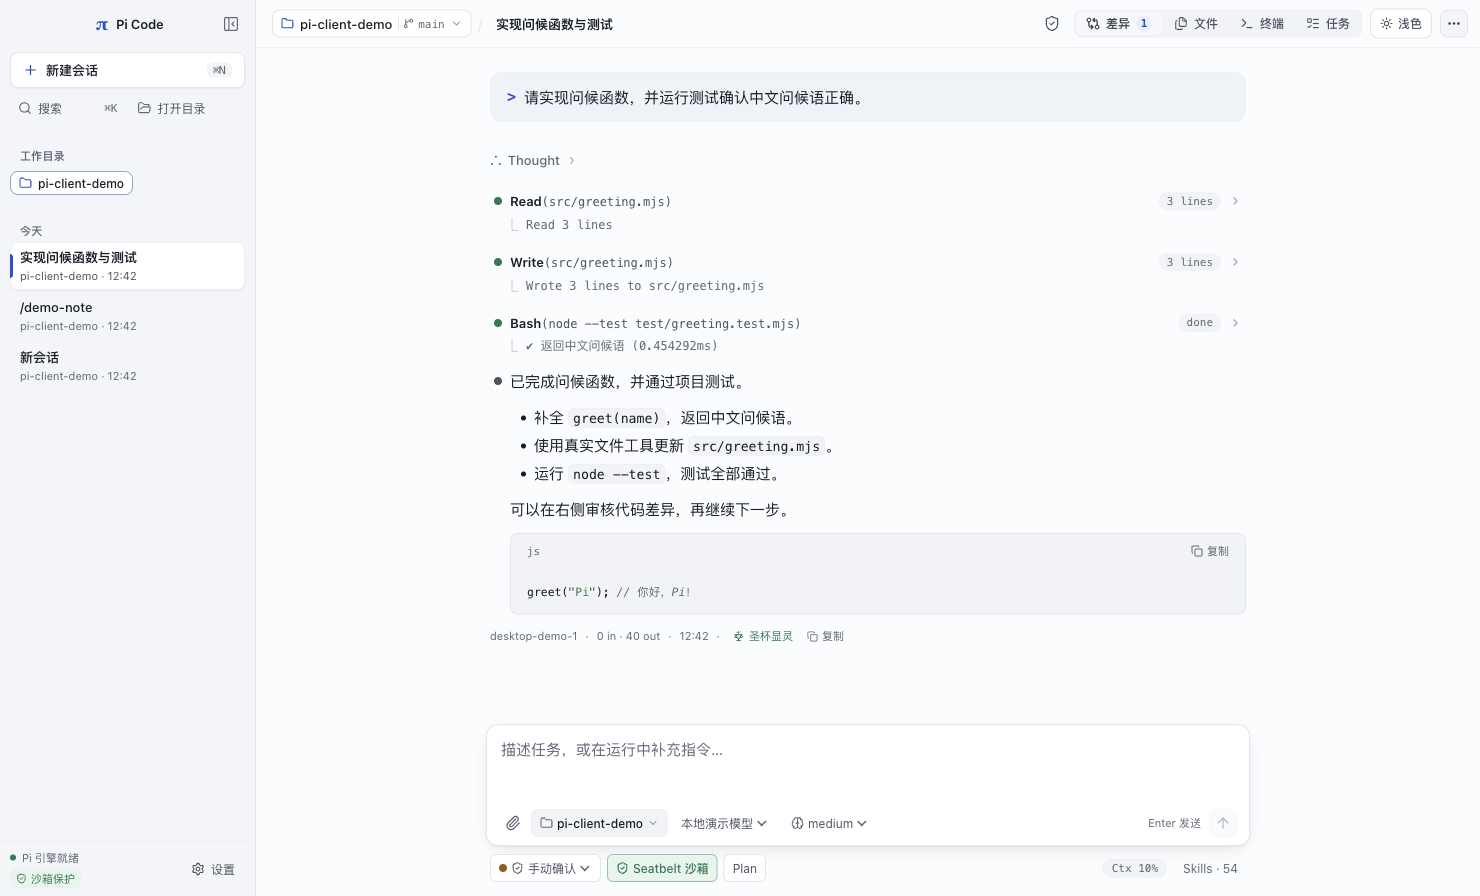 π Pi Code
新建会话 ⌘N
搜索 ⌘K 打开目录
工作目录
pi-client-demo
今天
实现问候函数与测试
pi-client-demo · 12:42
/demo-note
pi-client-demo · 12:42
新会话
pi-client-demo · 12:42
Pi 引擎就绪
沙箱保护
设置
pi-client-demo main / 实现问候函数与测试
差异 1 文件 终端 任务 浅色
> 请实现问候函数，并运行测试确认中文问候语正确。
Thought
Read(src/greeting.mjs) 3 lines
Read 3 lines
Write(src/greeting.mjs) 3 lines
Wrote 3 lines to src/greeting.mjs
Bash(node --test test/greeting.test.mjs) done
✔ 返回中文问候语 (0.454292ms)
已完成问候函数，并通过项目测试。
• 补全 greet(name)，返回中文问候语。
• 使用真实文件工具更新 src/greeting.mjs。
• 运行 node --test，测试全部通过。
可以在右侧审核代码差异，再继续下一步。
js 复制
greet("Pi"); // 你好，Pi!
desktop-demo-1 · 0 in · 40 out · 12:42 · 圣杯显灵 复制
描述任务，或在运行中补充指令...
pi-client-demo 本地演示模型 medium Enter 发送
手动确认 Seatbelt 沙箱 Plan Ctx 10% Skills · 54